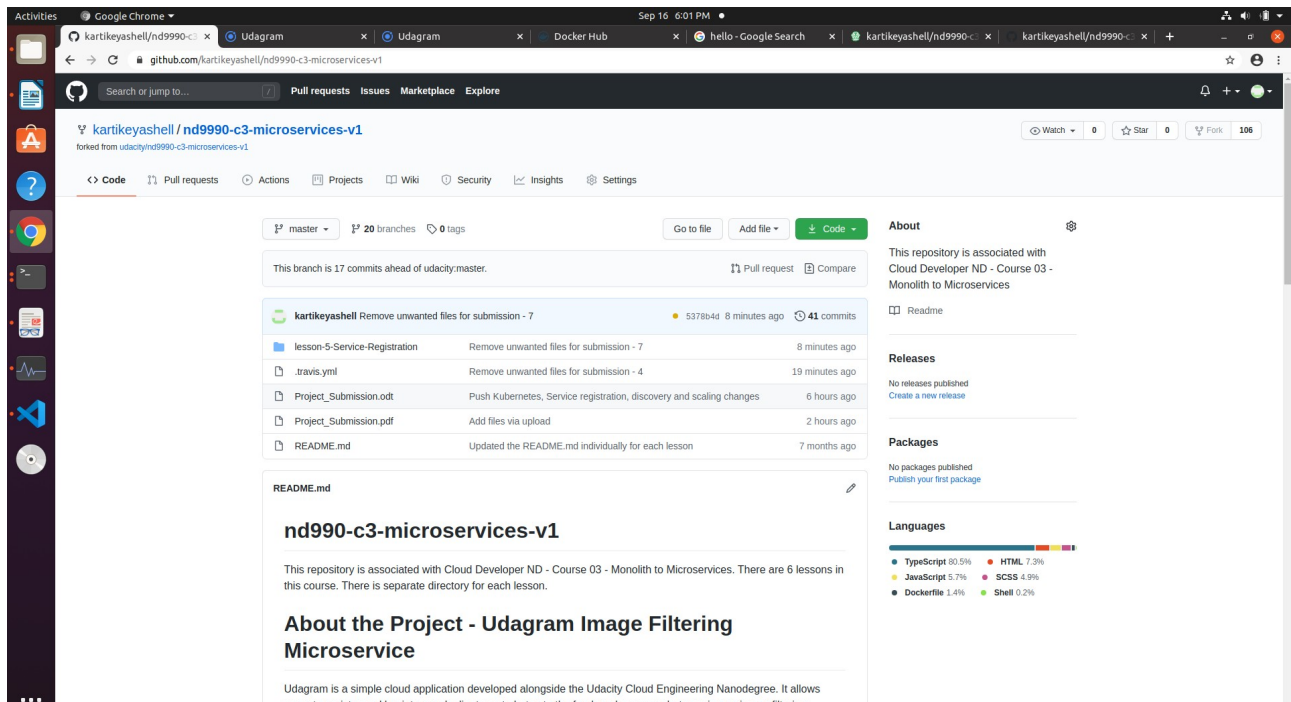 Activities Google Chrome Sep 16 6:01 PM
kartikeyashell/nd9990-c3 Udagram Udagram Docker Hub hello - Google Search kartikeyashell/nd9990-c3 kartikeyashell/nd9990-c3
github.com/kartikeyashell/nd9990-c3-microservices-v1
Search or jump to... / Pull requests Issues Marketplace Explore
kartikeyashell / nd9990-c3-microservices-v1 Watch 0 Star 0 Fork 106
forked from udacity/nd9990-c3-microservices-v1
Code Pull requests Actions Projects Wiki Security Insights Settings
master 20 branches 0 tags Go to file Add file Code
This branch is 17 commits ahead of udacity:master. Pull request Compare
kartikeyashell Remove unwanted files for submission - 7 5378b4d 8 minutes ago 41 commits
lesson-5-Service-Registration Remove unwanted files for submission - 7 8 minutes ago
.travis.yml Remove unwanted files for submission - 4 19 minutes ago
Project_Submission.odt Push Kubernetes, Service registration, discovery and scaling changes 6 hours ago
Project_Submission.pdf Add files via upload 2 hours ago
README.md Updated the README.md individually for each lesson 7 months ago
README.md
nd990-c3-microservices-v1
This repository is associated with Cloud Developer ND - Course 03 - Monolith to Microservices. There are 6 lessons in
this course. There is separate directory for each lesson.
About the Project - Udagram Image Filtering
Microservice
Udagram is a simple cloud application developed alongside the Udacity Cloud Engineering Nanodegree. It allows
About
This repository is associated with
Cloud Developer ND - Course 03 -
Monolith to Microservices
Readme
Releases
No releases published
Create a new release
Packages
No packages published
Publish your first package
Languages
TypeScript 80.5% HTML 7.3%
JavaScript 5.7% SCSS 4.9%
Dockerfile 1.4% Shell 0.2%